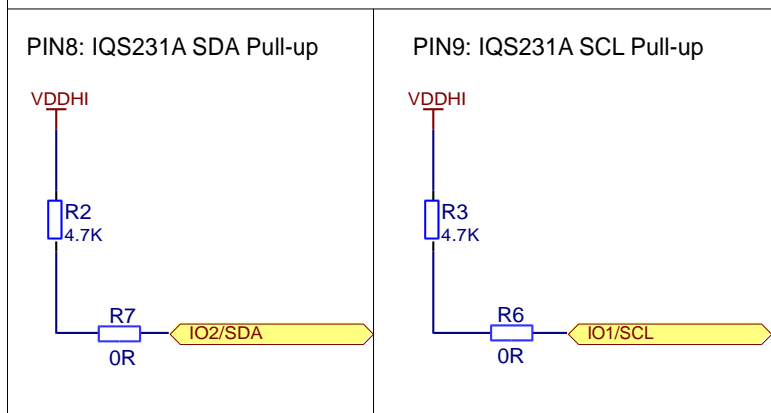 PIN8: IQS231A SDA Pull-up
VDDHI
R2
4.7K
R7
IO2/SDA
0R
PIN9: IQS231A SCL Pull-up
VDDHI
R3
4.7K
R6
IO1/SCL
0R